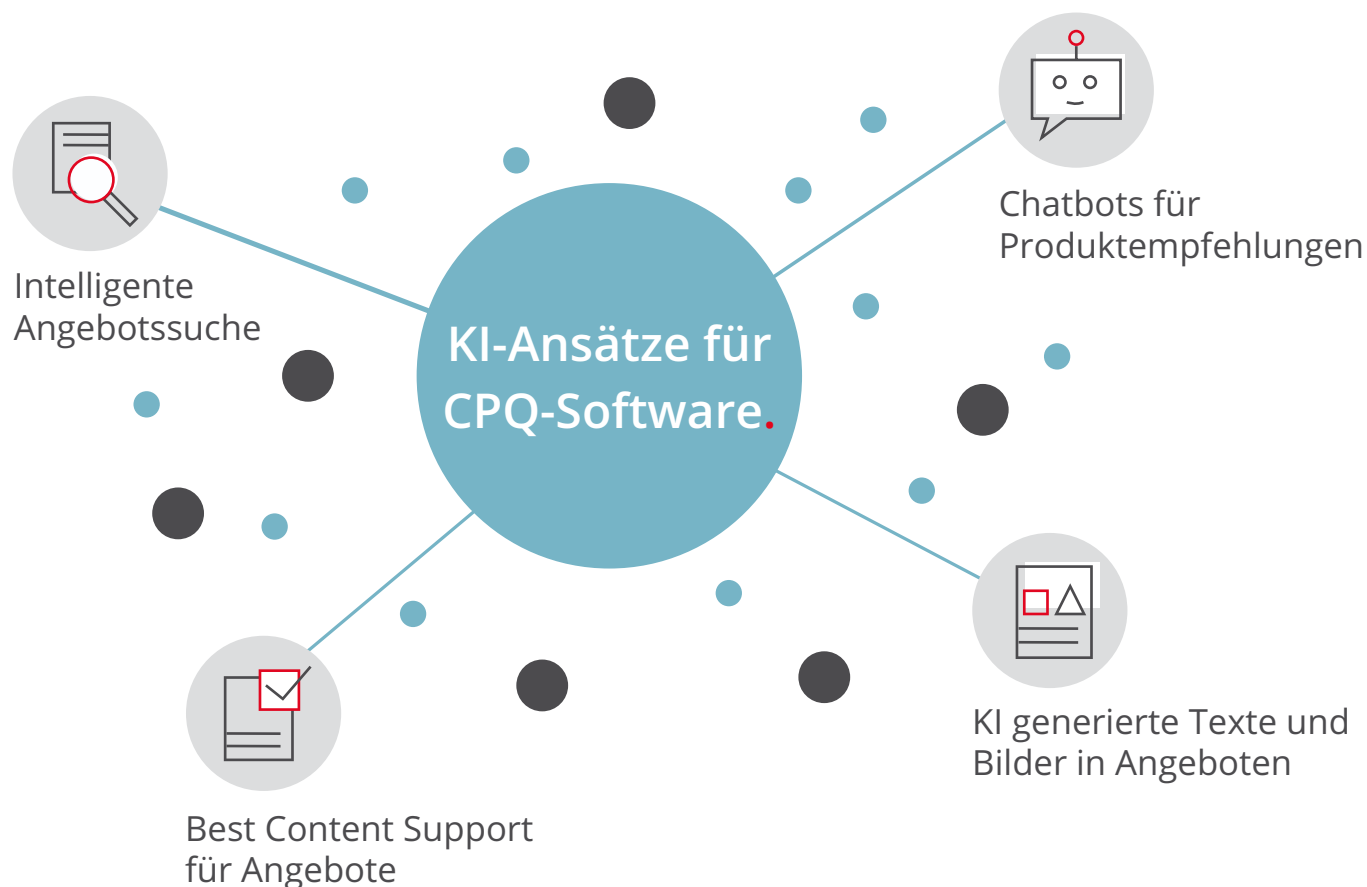 Chatbots für
Produktempfehlungen
Intelligente
Angebotssuche
KI-Ansätze für
CPQ-Software.
KI generierte Texte und
Bilder in Angeboten
Best Content Support
für Angebote